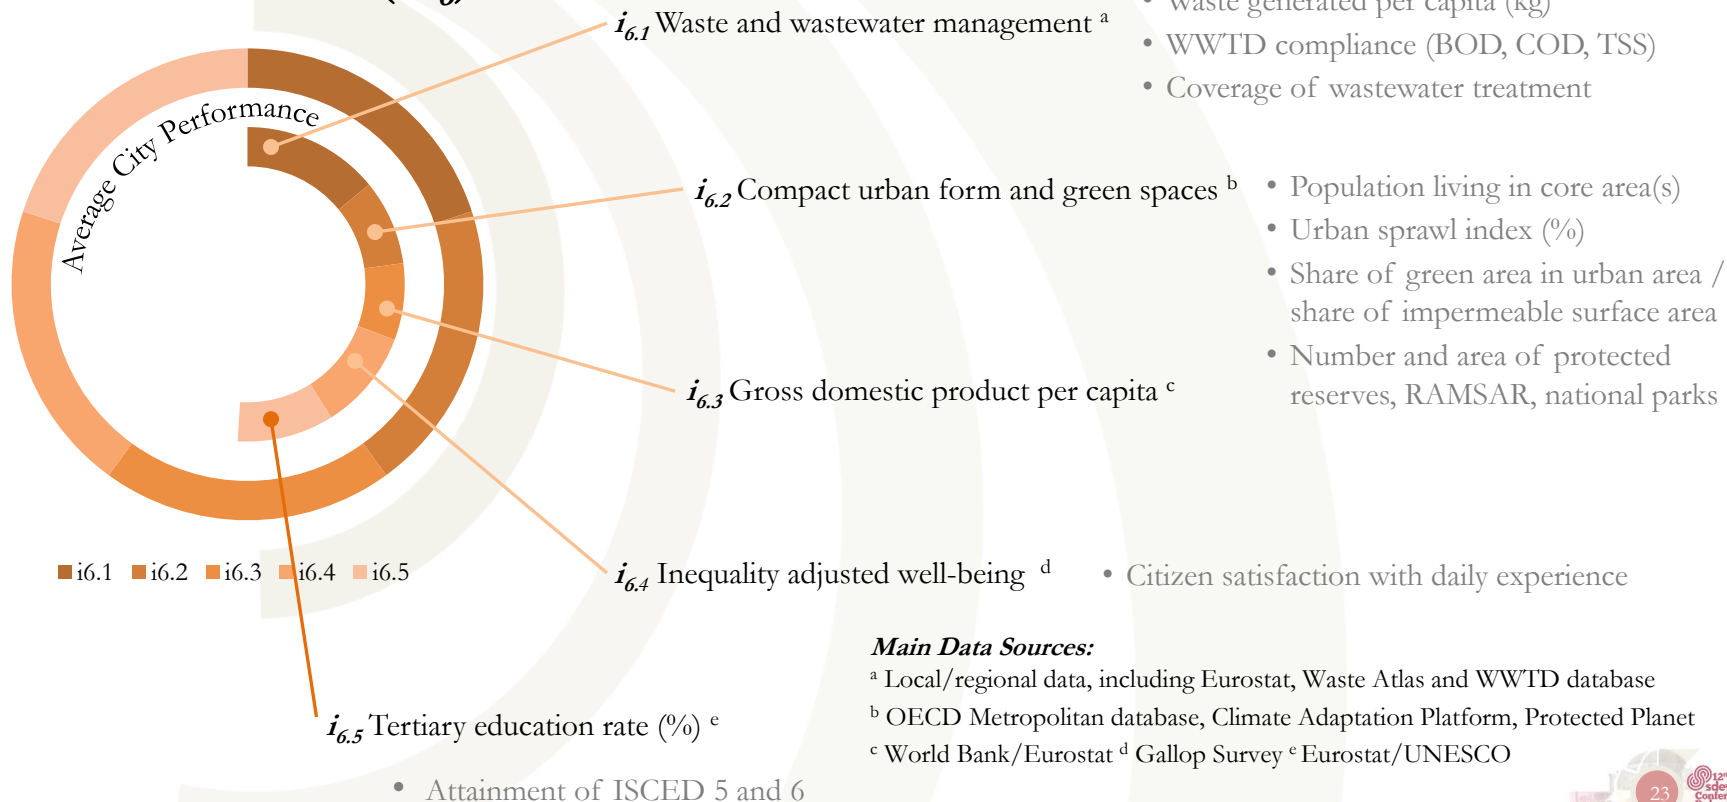 i6.1 Waste and wastewater management a
• Waste generated per capita (kg)
• WWTD compliance (BOD, COD, TSS)
• Coverage of wastewater treatment
Average City Performance
i6.2 Compact urban form and green spaces b
• Population living in core area(s)
• Urban sprawl index (%)
• Share of green area in urban area /
share of impermeable surface area
• Number and area of protected
reserves, RAMSAR, national parks
i6.3 Gross domestic product per capita c
i6.1 i6.2 i6.3 i6.4 i6.5
i6.4 Inequality adjusted well-being d
• Citizen satisfaction with daily experience
i6.5 Tertiary education rate (%) e
• Attainment of ISCED 5 and 6
Main Data Sources:
a Local/regional data, including Eurostat, Waste Atlas and WWTD database
b OECD Metropolitan database, Climate Adaptation Platform, Protected Planet
c World Bank/Eurostat d Gallop Survey e Eurostat/UNESCO
23